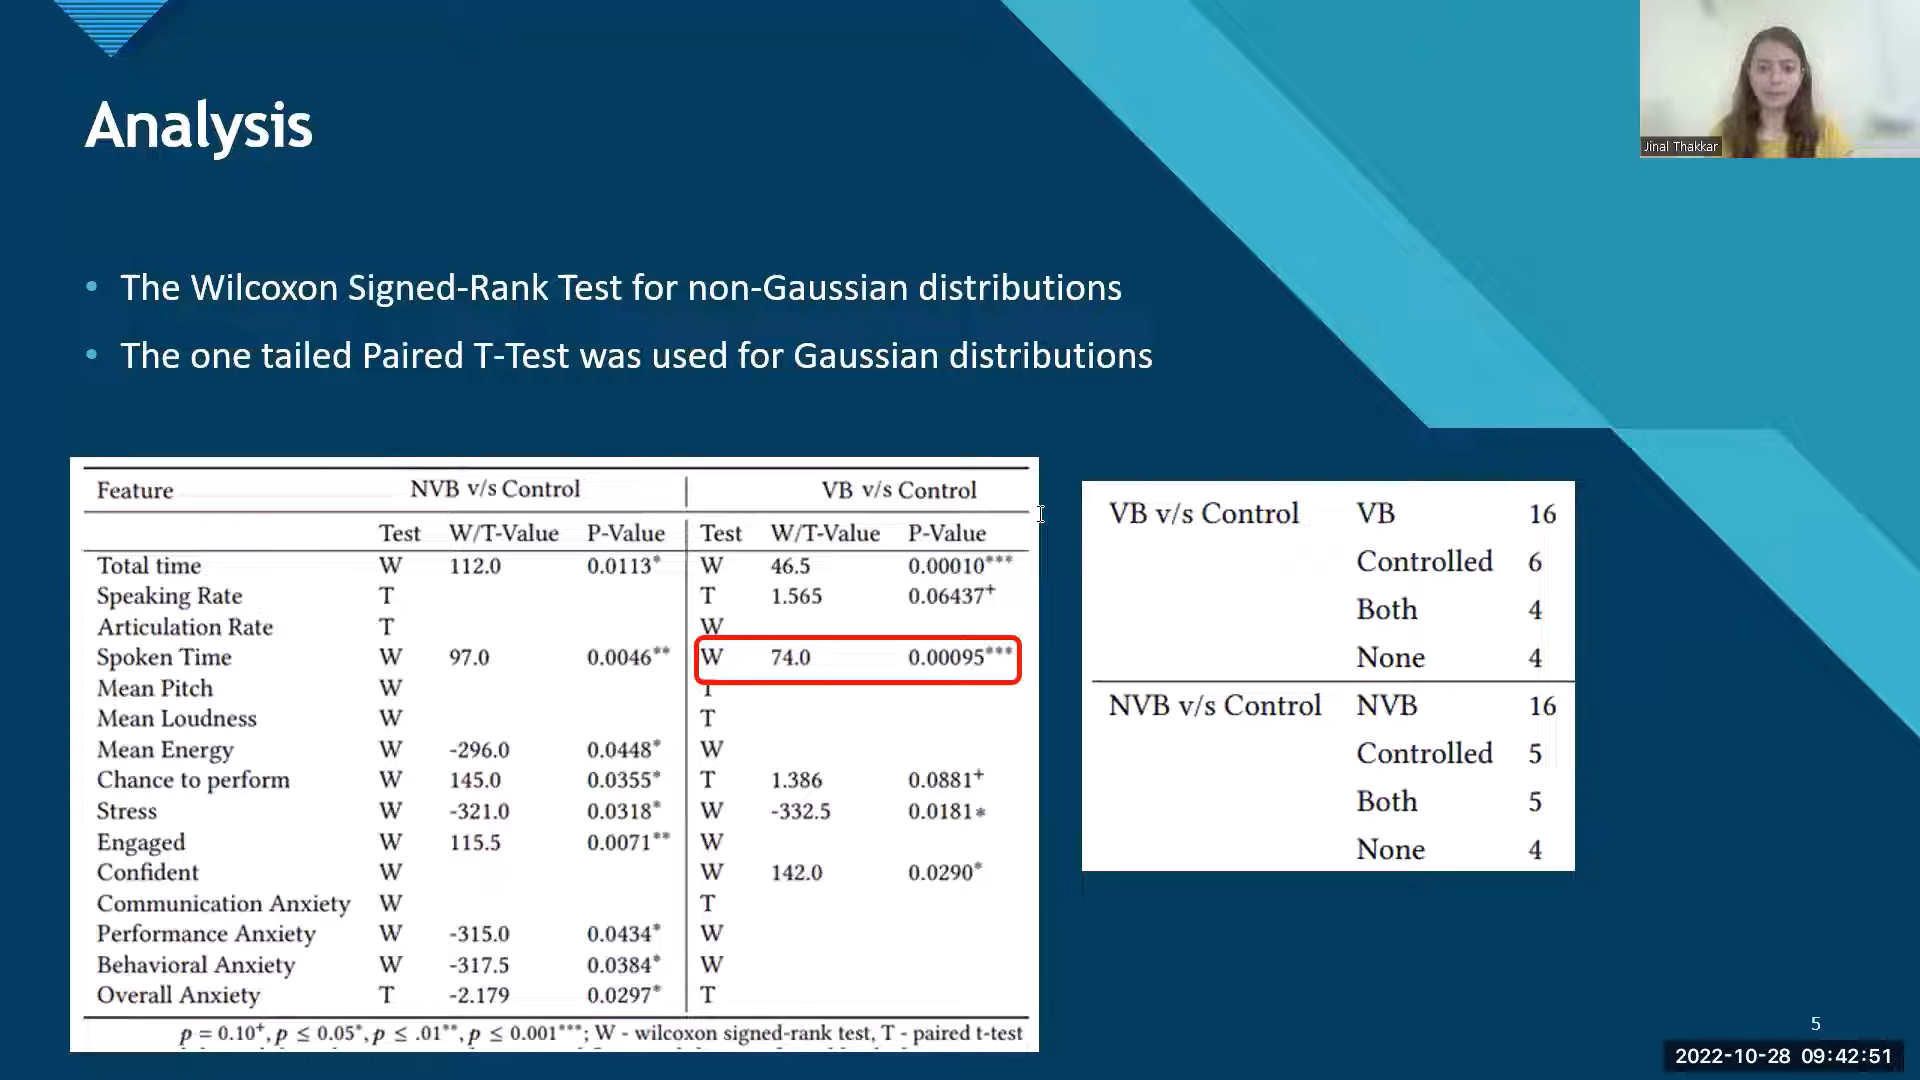 Analysis
Jinal Thakkar
• The Wilcoxon Signed-Rank Test for non-Gaussian distributions
• The one tailed Paired T-Test was used for Gaussian distributions
Feature NVB v/s Control VB v/s Control
Test W/T-Value P-Value Test W/T-Value P-Value
Total time W 112.0 0.0113* W 46.5 0.00010***
Speaking Rate T T 1.565 0.06437+
Articulation Rate T W
Spoken Time W 97.0 0.0046** W 74.0 0.00095***
Mean Pitch W T
Mean Loudness W T
Mean Energy W -296.0 0.0448* W
Chance to perform W 145.0 0.0355* T 1.386 0.0881+
Stress W -321.0 0.0318* W -332.5 0.0181*
Engaged W 115.5 0.0071** W
Confident W W 142.0 0.0290*
Communication Anxiety W T
Performance Anxiety W -315.0 0.0434* W
Behavioral Anxiety W -317.5 0.0384* W
Overall Anxiety T -2.179 0.0297* T
p = 0.10+, p ≤ 0.05*, p ≤ .01**, p ≤ 0.001***; W - wilcoxon signed-rank test, T - paired t-test
VB v/s Control VB 16
Controlled 6
Both 4
None 4
NVB v/s Control NVB 16
Controlled 5
Both 5
None 4
5
2022-10-28 09:42:51